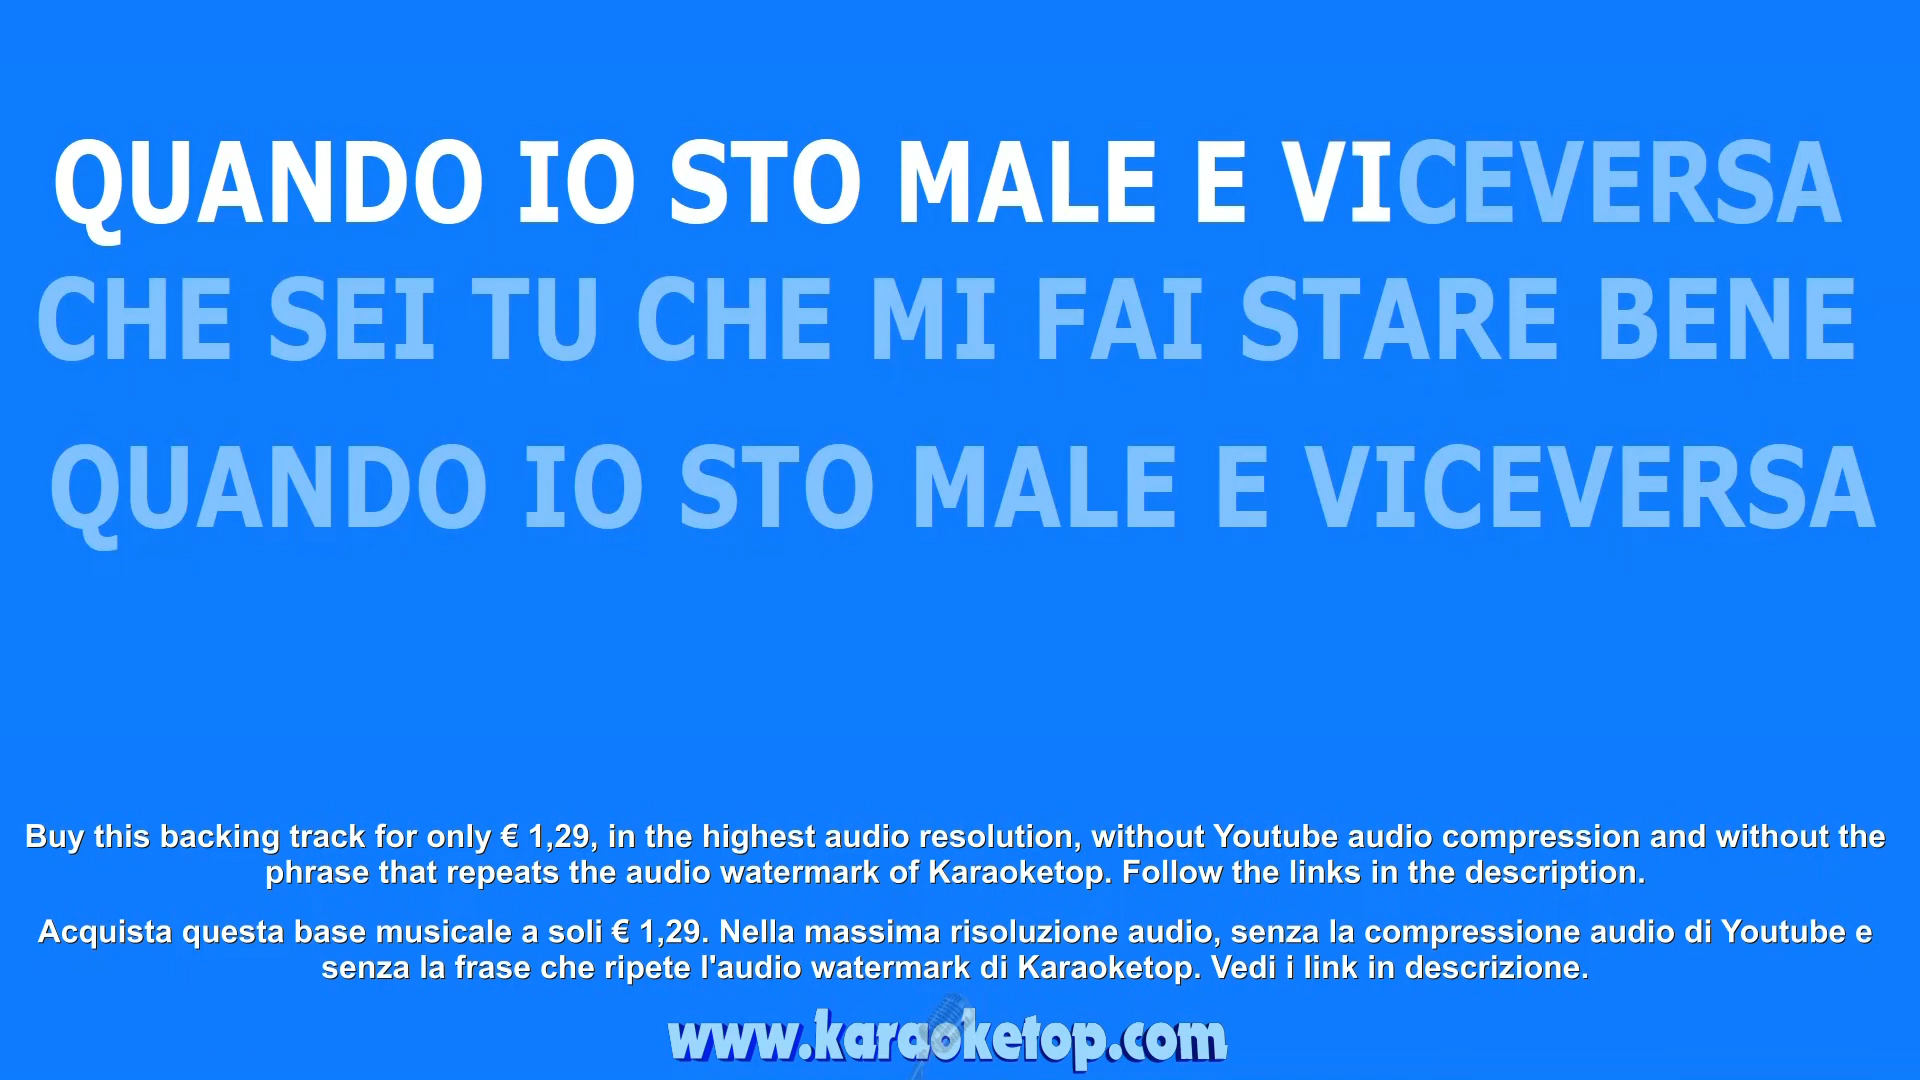 QUANDO IO STO MALE E VICEVERSA
CHE SEI TU CHE MI FAI STARE BENE
QUANDO IO STO MALE E VICEVERSA
Buy this backing track for only € 1,29, in the highest audio resolution, without Youtube audio compression and without the
phrase that repeats the audio watermark of Karaoketop. Follow the links in the description.
Acquista questa base musicale a soli € 1,29. Nella massima risoluzione audio, senza la compressione audio di Youtube e
senza la frase che ripete l'audio watermark di Karaoketop. Vedi i link in descrizione.
www.karaoketop.com